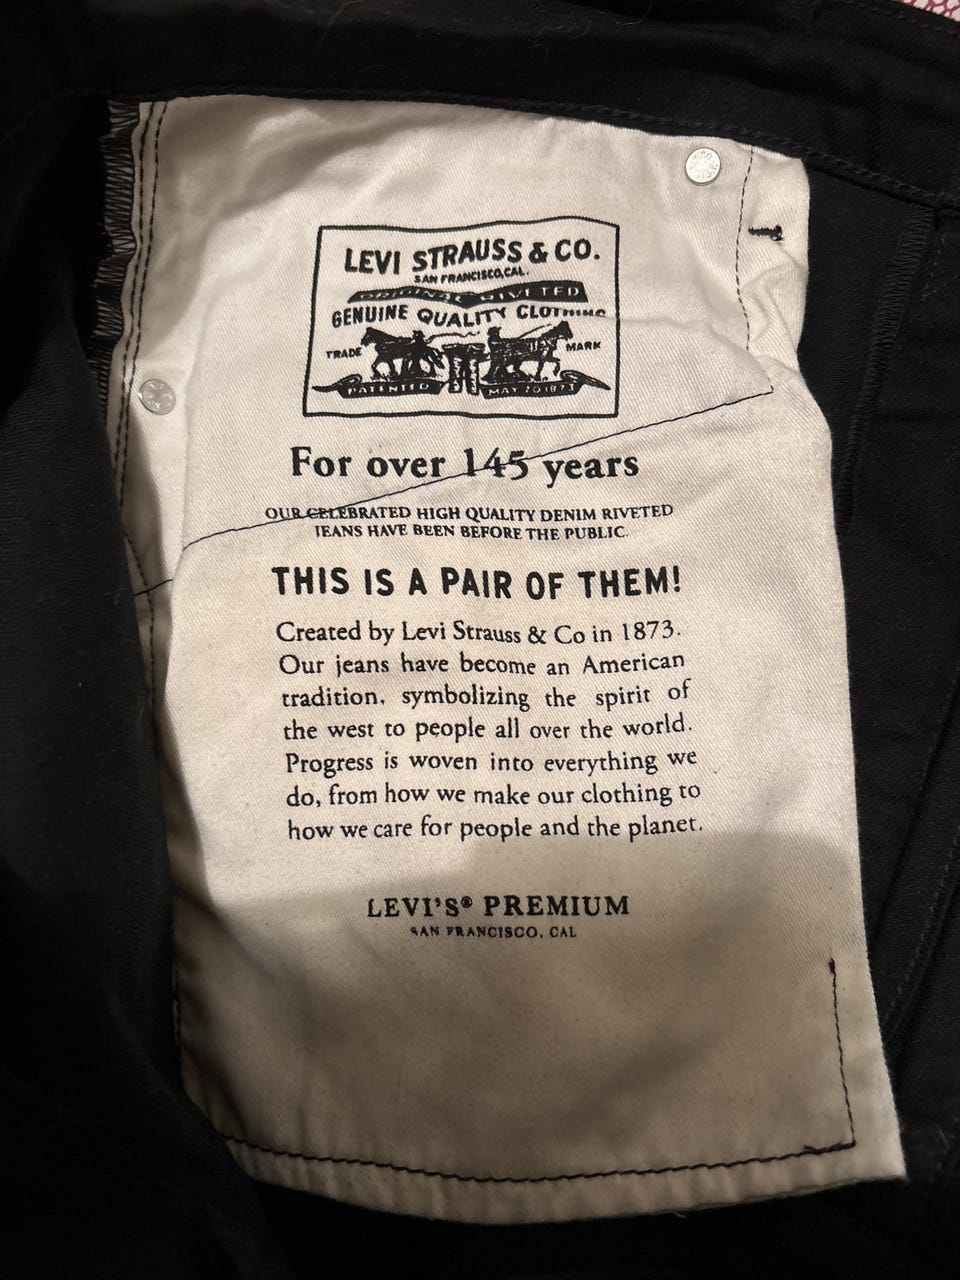 LEVI STRAUSS & CO.
SAN FRANCISCO, CAL.
ORIGINAL RIVETED
GENUINE QUALITY CLOTHING
TRADE MARK
PATENTED MAY 20 1873
For over 145 years
OUR CELEBRATED HIGH QUALITY DENIM RIVETED
JEANS HAVE BEEN BEFORE THE PUBLIC.
THIS IS A PAIR OF THEM!
Created by Levi Strauss & Co in 1873.
Our jeans have become an American
tradition, symbolizing the spirit of
the west to people all over the world.
Progress is woven into everything we
do, from how we make our clothing to
how we care for people and the planet.
LEVI'S® PREMIUM
SAN FRANCISCO, CAL